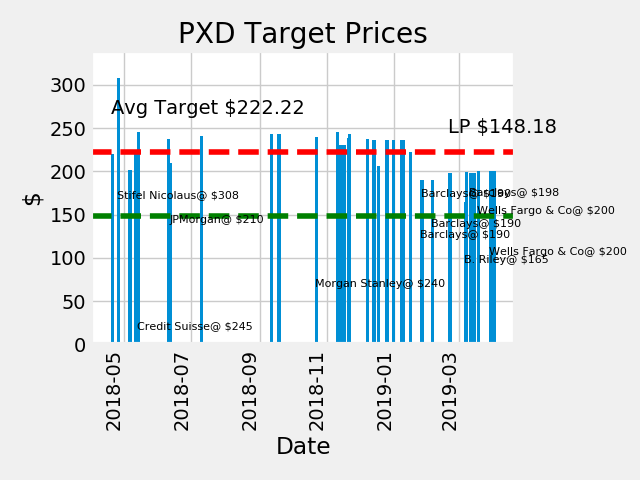 PXD Target Prices
300
250
200
150
100
50
0
$
Avg Target $222.22
LP $148.18
Stifel Nicolaus@ $308
JPMorgan@ $210
Credit Suisse@ $245
Morgan Stanley@ $240
Barclays@ $190
Barclays@ $198
Wells Fargo & Co@ $200
Barclays@ $190
Barclays@ $190
Wells Fargo & Co@ $200
B. Riley@ $165
2018-05
2018-07
2018-09
2018-11
2019-01
2019-03
Date